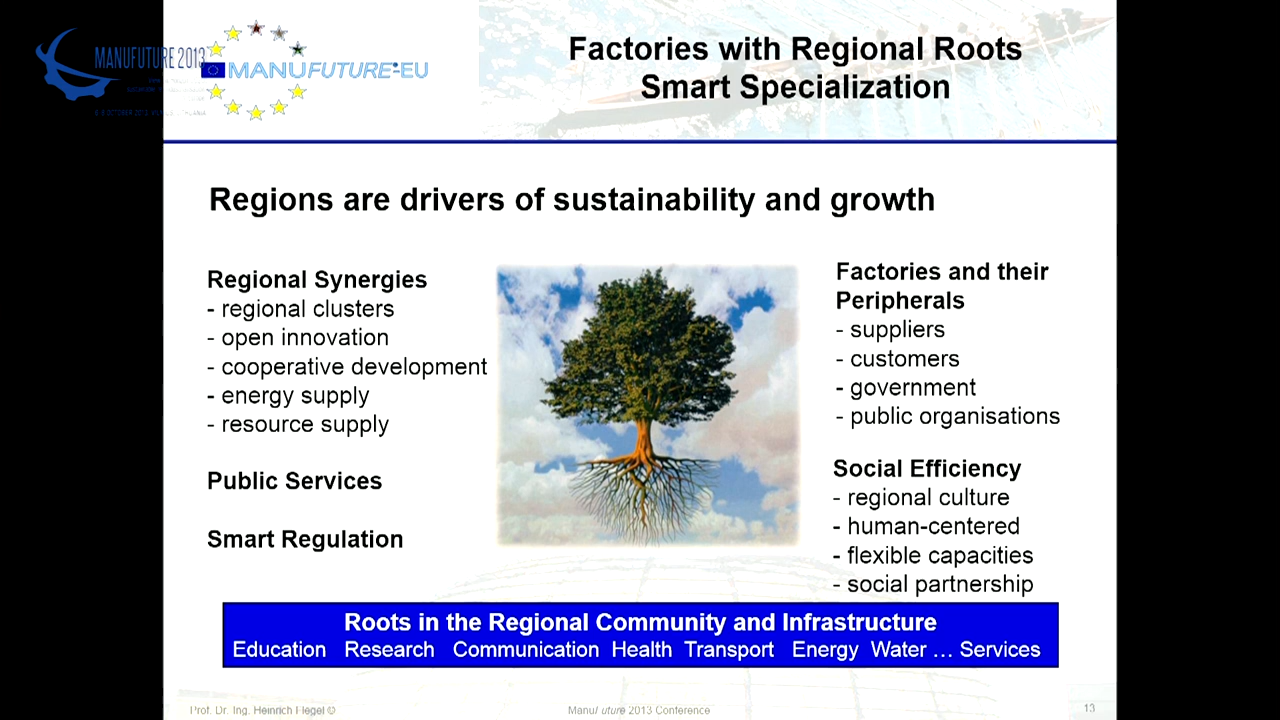 MANUFUTURE 2013
MANUFUTURE-EU
Factories with Regional Roots
Smart Specialization
Regions are drivers of sustainability and growth
Regional Synergies
- regional clusters
- open innovation
- cooperative development
- energy supply
- resource supply
Public Services
Smart Regulation
Factories and their
Peripherals
- suppliers
- customers
- government
- public organisations
Social Efficiency
- regional culture
- human-centered
- flexible capacities
- social partnership
Roots in the Regional Community and Infrastructure
Education Research Communication Health Transport Energy Water … Services
Prof. Dr. Ing. Heinrich Flegel ©
Manufuture 2013 Conference
13